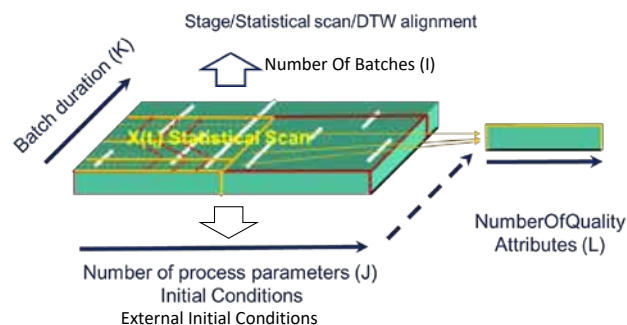 Stage/Statistical scan/DTW alignment
Number Of Batches (I)
Batch duration (K)
X(t,) Statistical Scan
NumberOfQuality
Attributes (L)
Number of process parameters (J)
Initial Conditions
External Initial Conditions